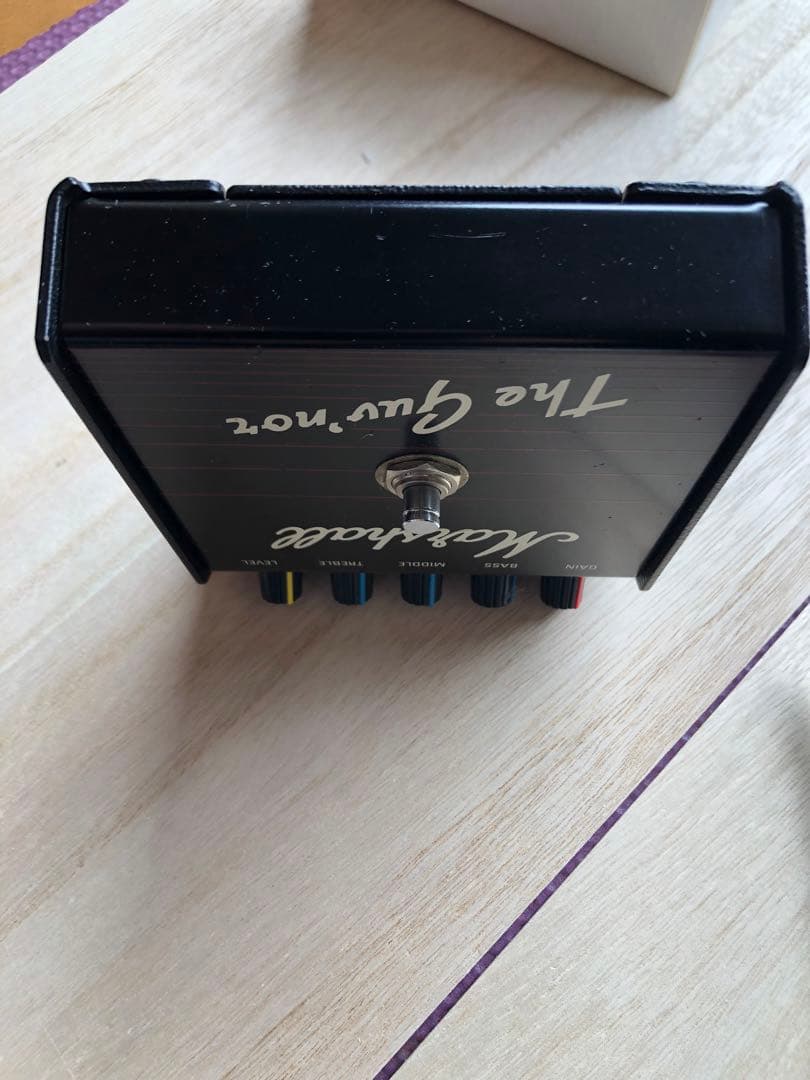 GAIN BASS MIDDLE TREBLE LEVEL
Marshall
The Guv'nor